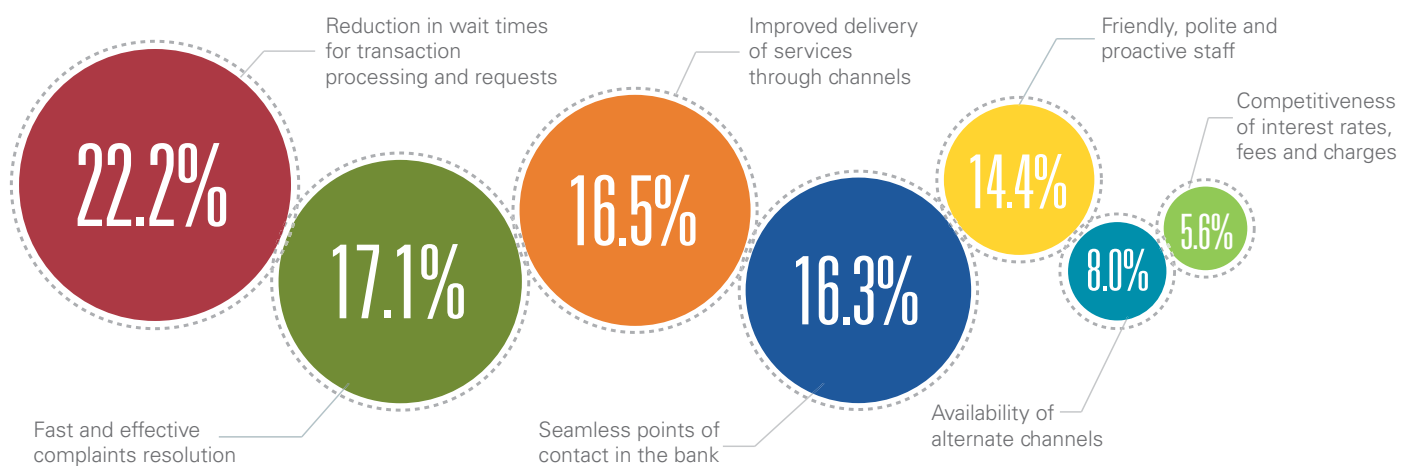 Reduction in wait times
for transaction
processing and requests
22.2%
Fast and effective
complaints resolution
17.1%
Improved delivery
of services
through channels
16.5%
Seamless points of
contact in the bank
16.3%
Friendly, polite and
proactive staff
14.4%
Availability of
alternate channels
8.0%
Competitiveness
of interest rates,
fees and charges
5.6%